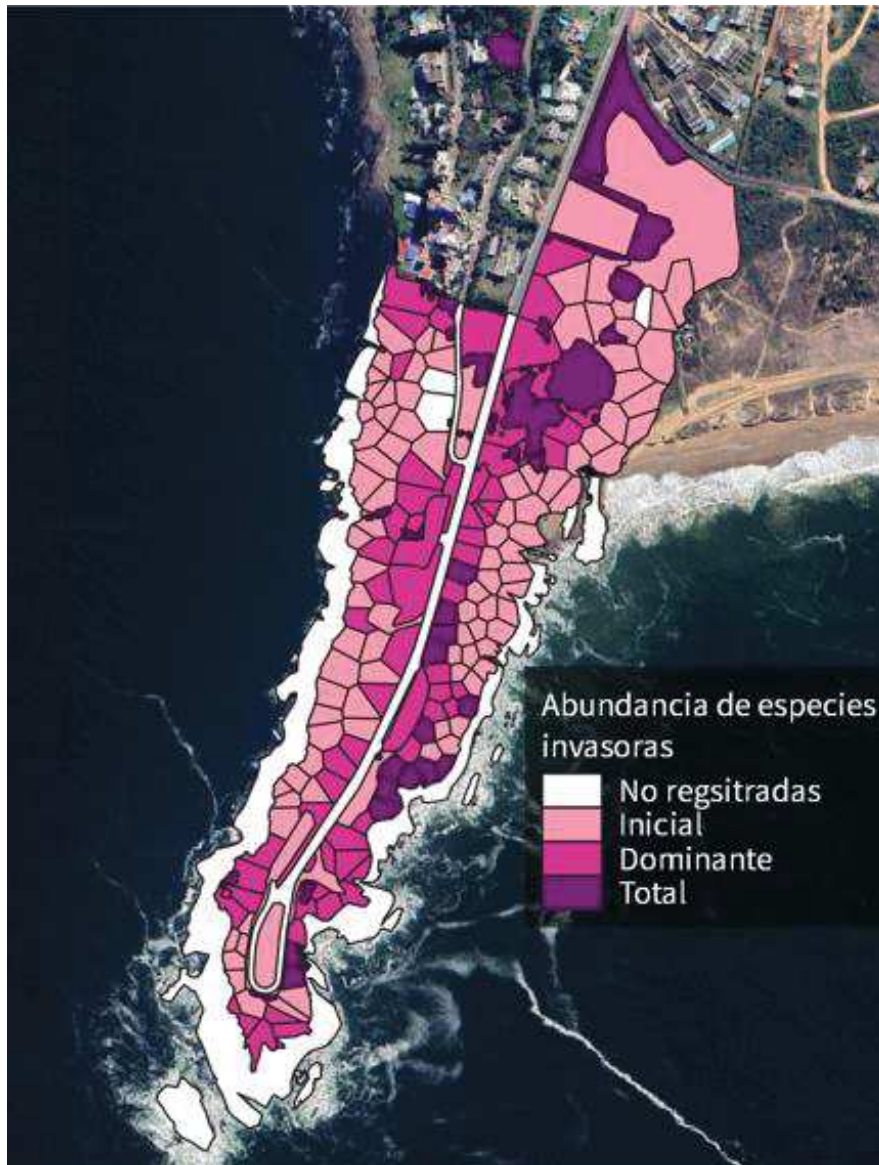 Abundancia de especies
invasoras
No regsitradas
Inicial
Dominante
Total